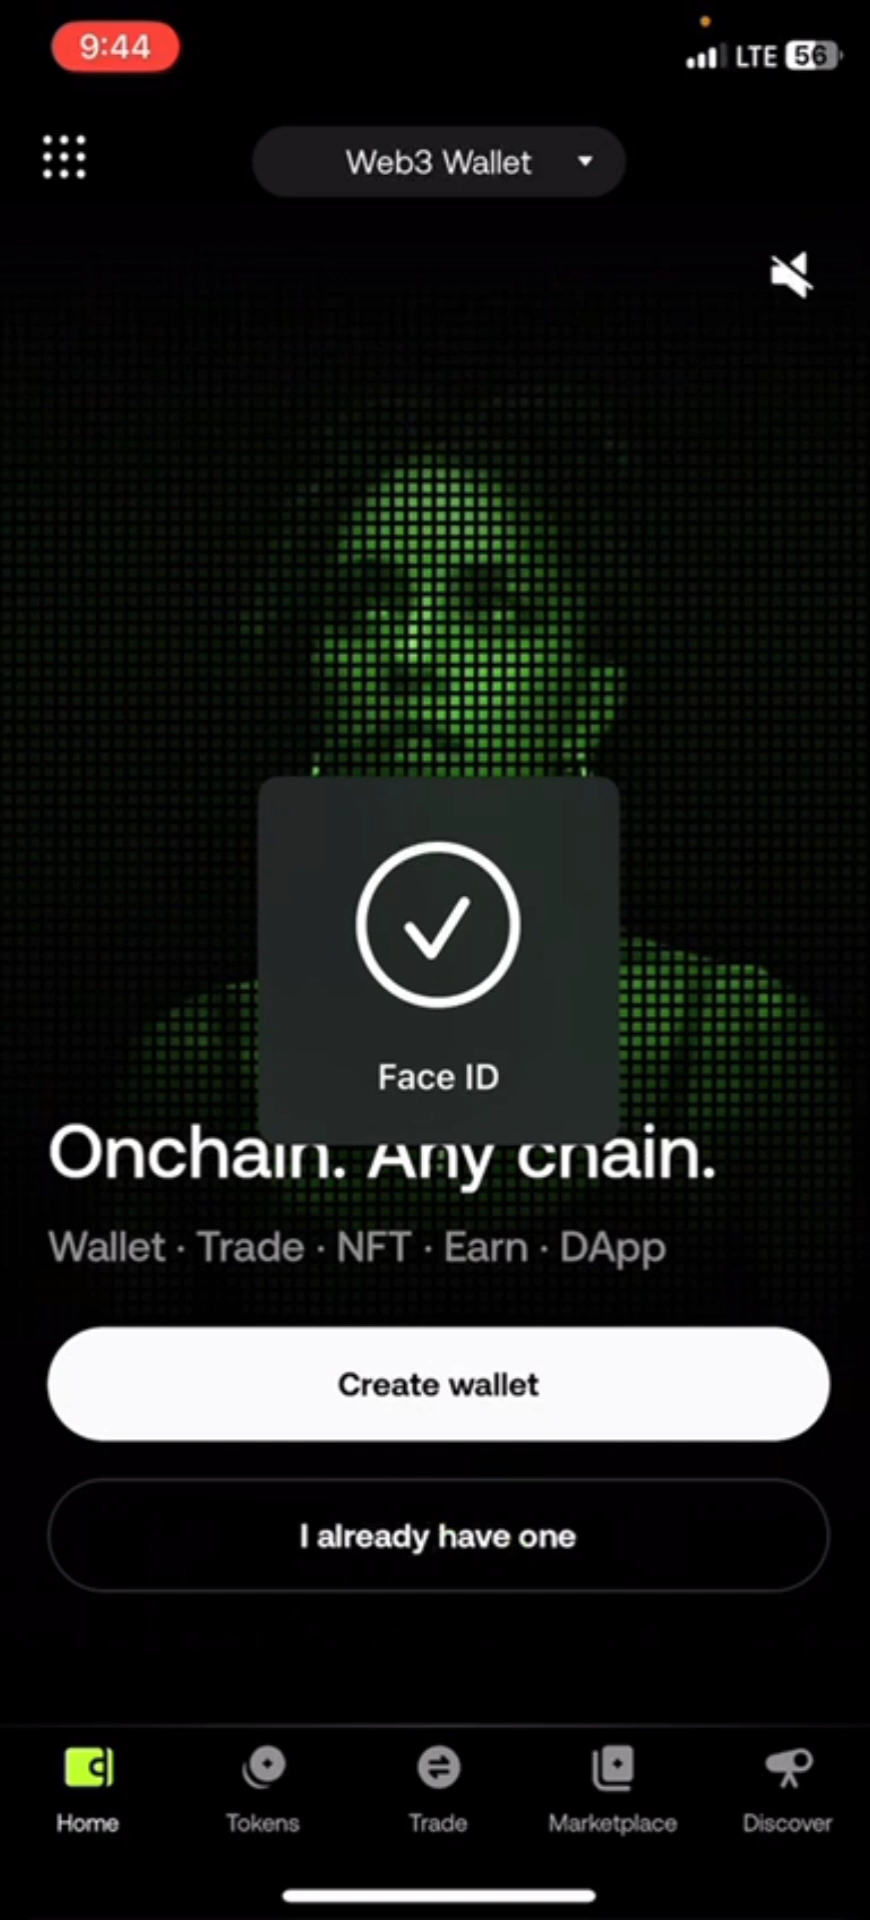 9:44
LTE 56
Web3 Wallet
Face ID
Onchain. Any chain.
Wallet · Trade · NFT · Earn · DApp
Create wallet
I already have one
Home
Tokens
Trade
Marketplace
Discover